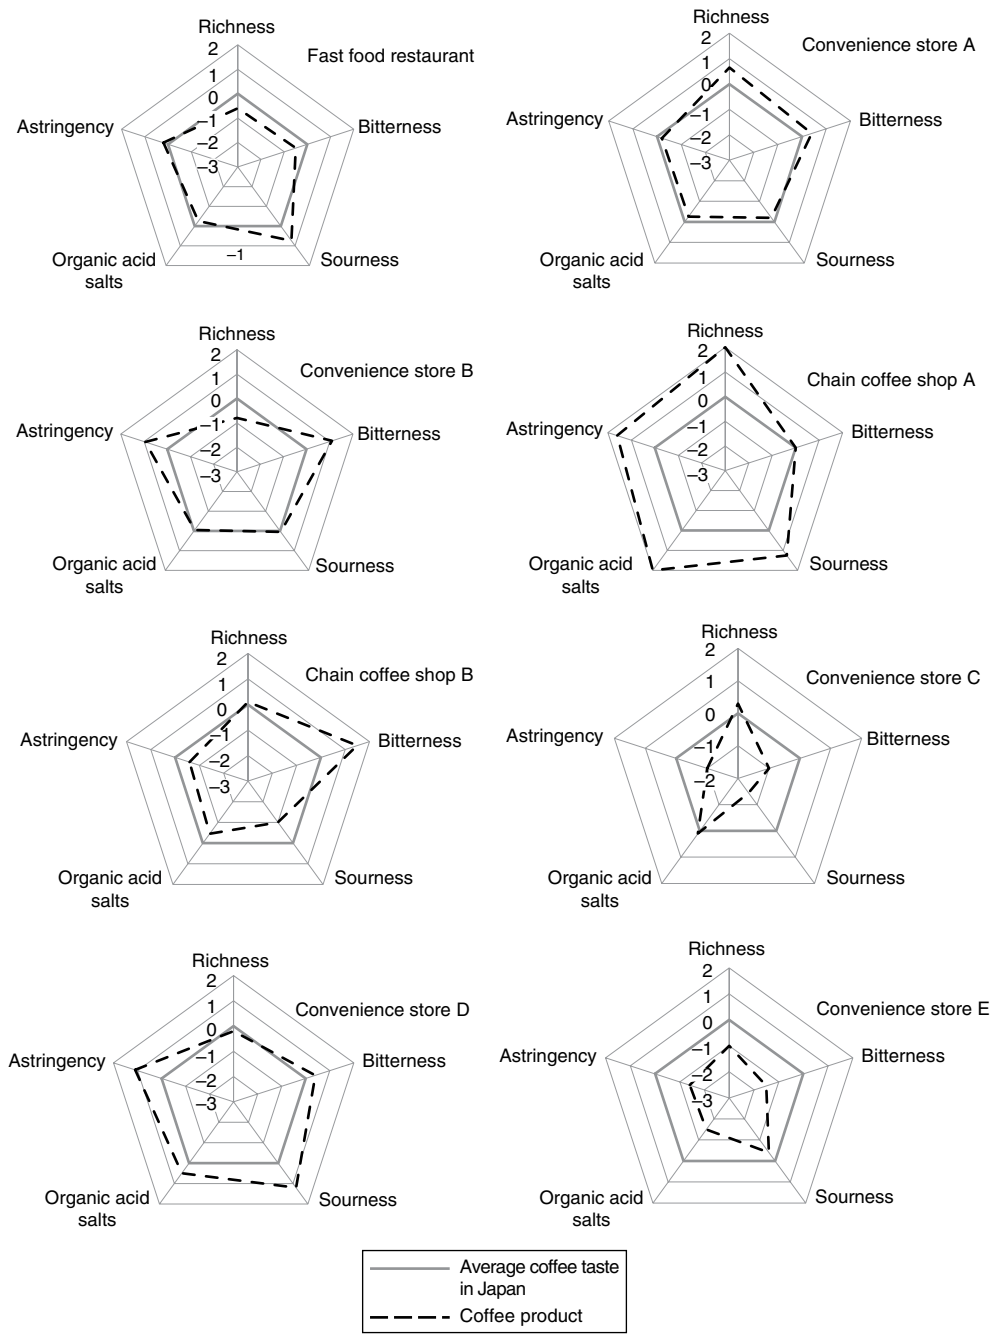 Richness
Fast food restaurant
2
1
0
–1
–2
–3
Astringency
Bitterness
Organic acid
salts
–1
Sourness
Richness
Convenience store A
2
1
0
–1
–2
–3
Astringency
Bitterness
Organic acid
salts
Sourness
Richness
Convenience store B
2
1
0
–1
–2
–3
Astringency
Bitterness
Organic acid
salts
Sourness
Richness
Chain coffee shop A
2
1
0
–1
–2
–3
Astringency
Bitterness
Organic acid
salts
Sourness
Richness
Chain coffee shop B
2
1
0
–1
–2
–3
Astringency
Bitterness
Organic acid
salts
Sourness
Richness
Convenience store C
2
1
0
–1
–2
Astringency
Bitterness
Organic acid
salts
Sourness
Richness
Convenience store D
2
1
0
–1
–2
–3
Astringency
Bitterness
Organic acid
salts
Sourness
Richness
Convenience store E
2
1
0
–1
–2
–3
Astringency
Bitterness
Organic acid
salts
Sourness
Average coffee taste
in Japan
Coffee product